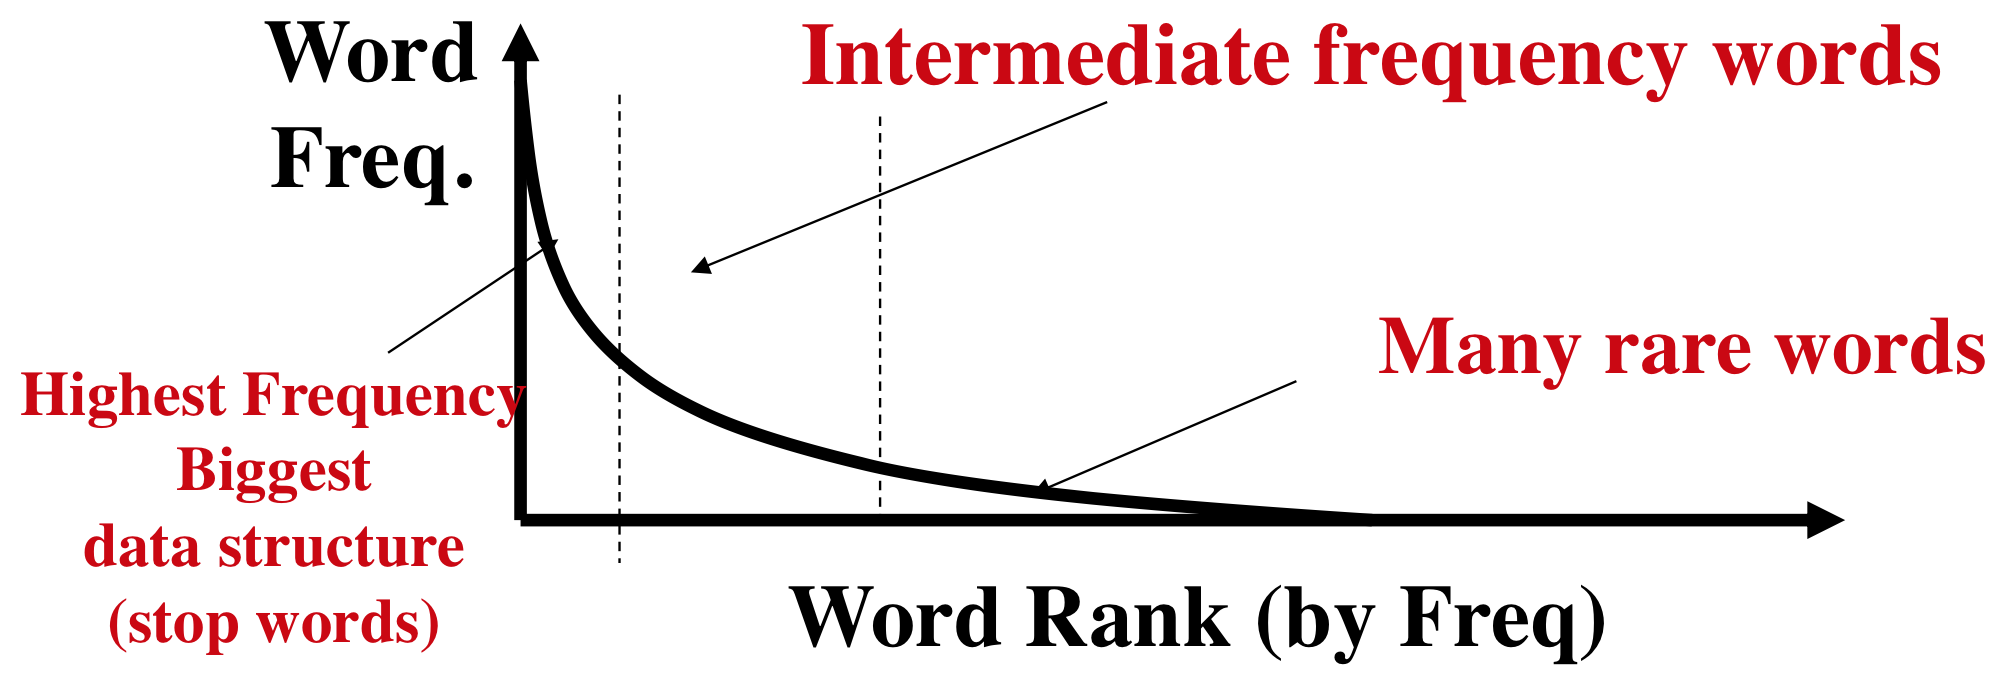 Word
Freq.
Intermediate frequency words
Many rare words
Highest Frequency
Biggest
data structure
(stop words)
Word Rank (by Freq)